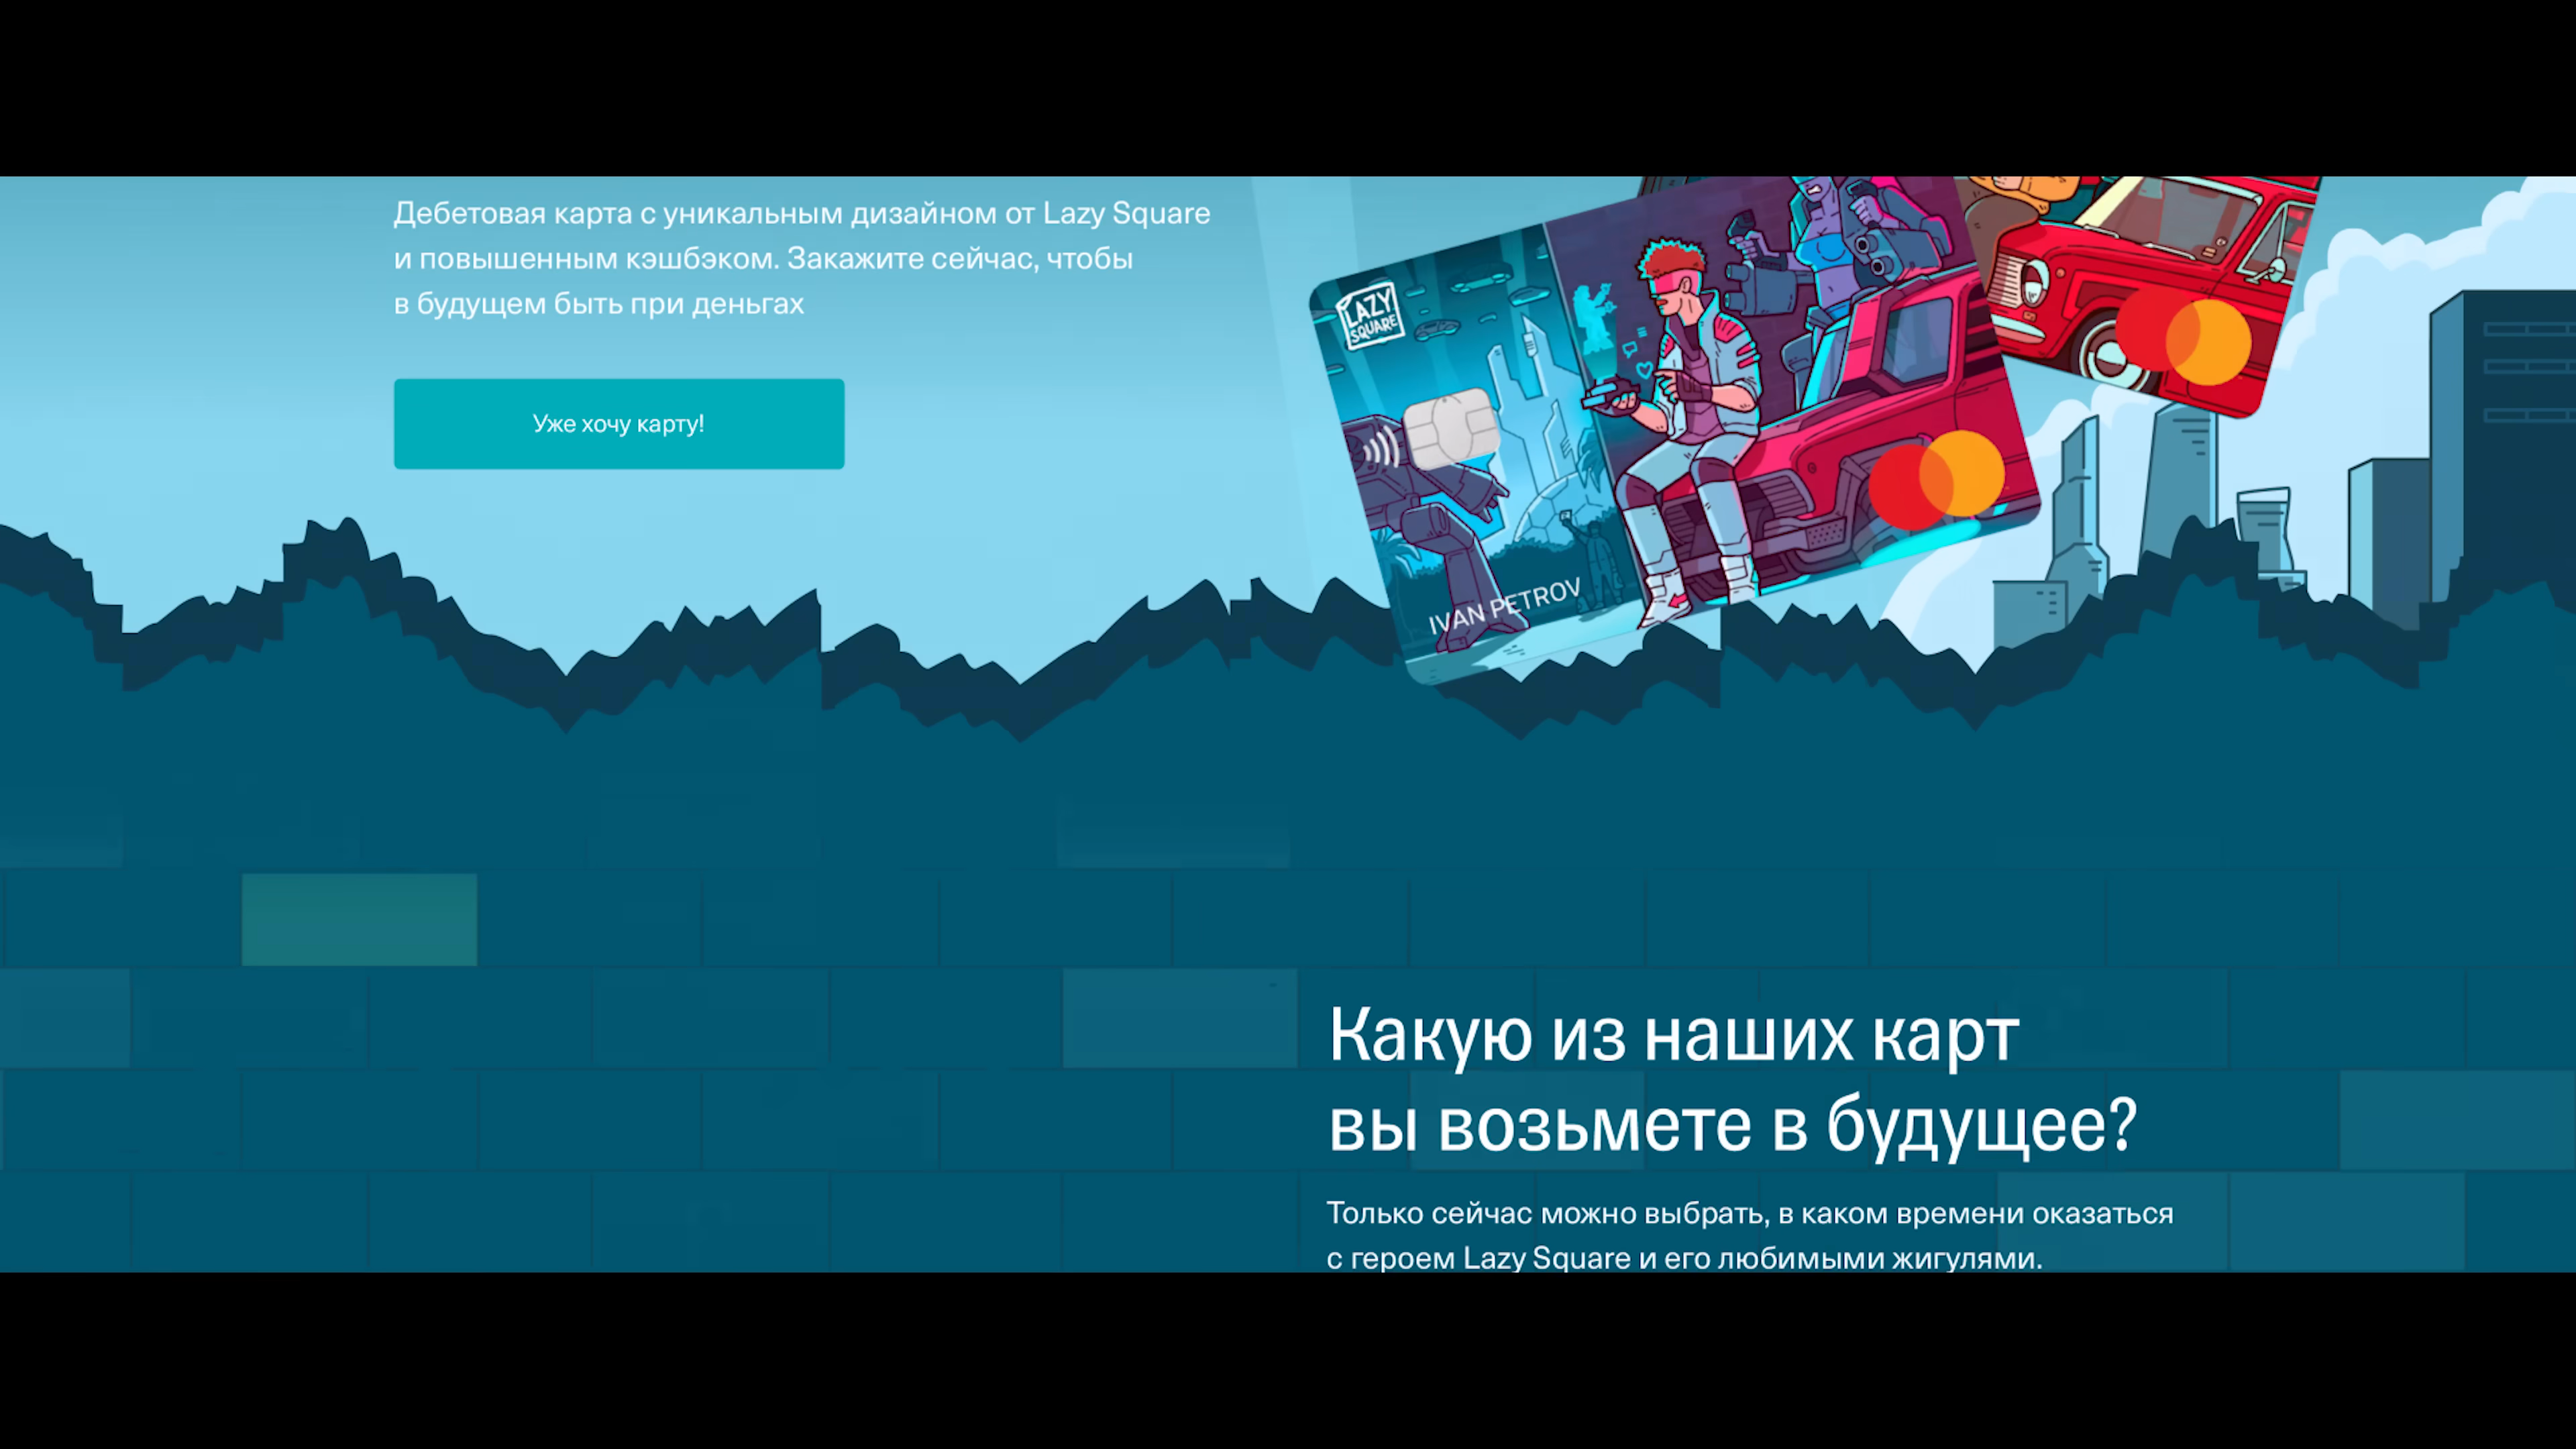 Дебетовая карта с уникальным дизайном от Lazy Square
и повышенным кэшбэком. Закажите сейчас, чтобы
в будущем быть при деньгах
Уже хочу карту!
LAZY
SQUARE
IVAN PETROV
Какую из наших карт
вы возьмете в будущее?
Только сейчас можно выбрать, в каком времени оказаться
с героем Lazy Square и его любимыми жигулями.